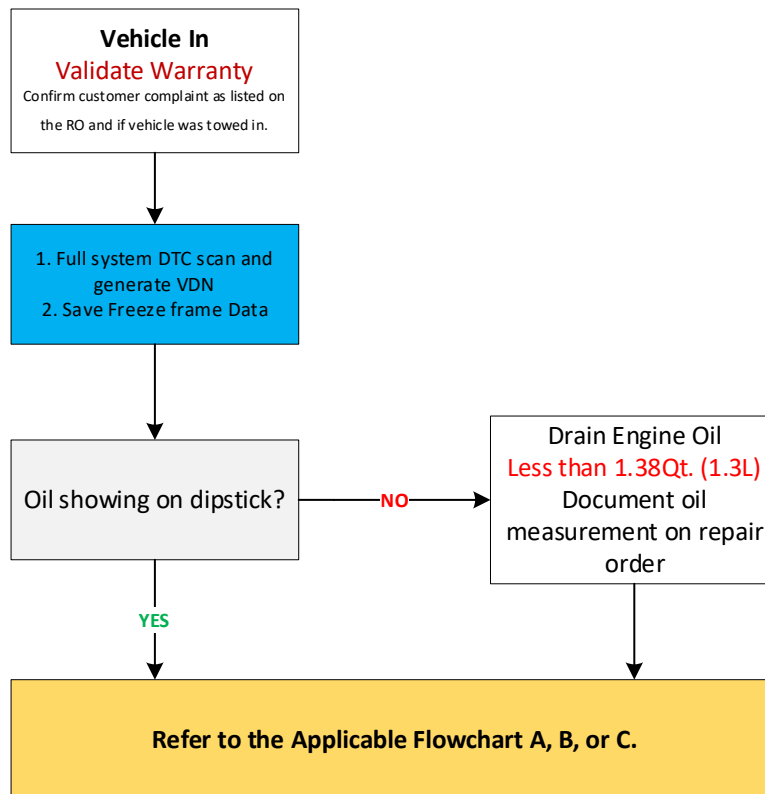 Vehicle In
Validate Warranty
Confirm customer complaint as listed on
the RO and if vehicle was towed in.
1. Full system DTC scan and
generate VDN
2. Save Freeze frame Data
Oil showing on dipstick?
NO
Drain Engine Oil
Less than 1.38Qt. (1.3L)
Document oil
measurement on repair
order
YES
Refer to the Applicable Flowchart A, B, or C.